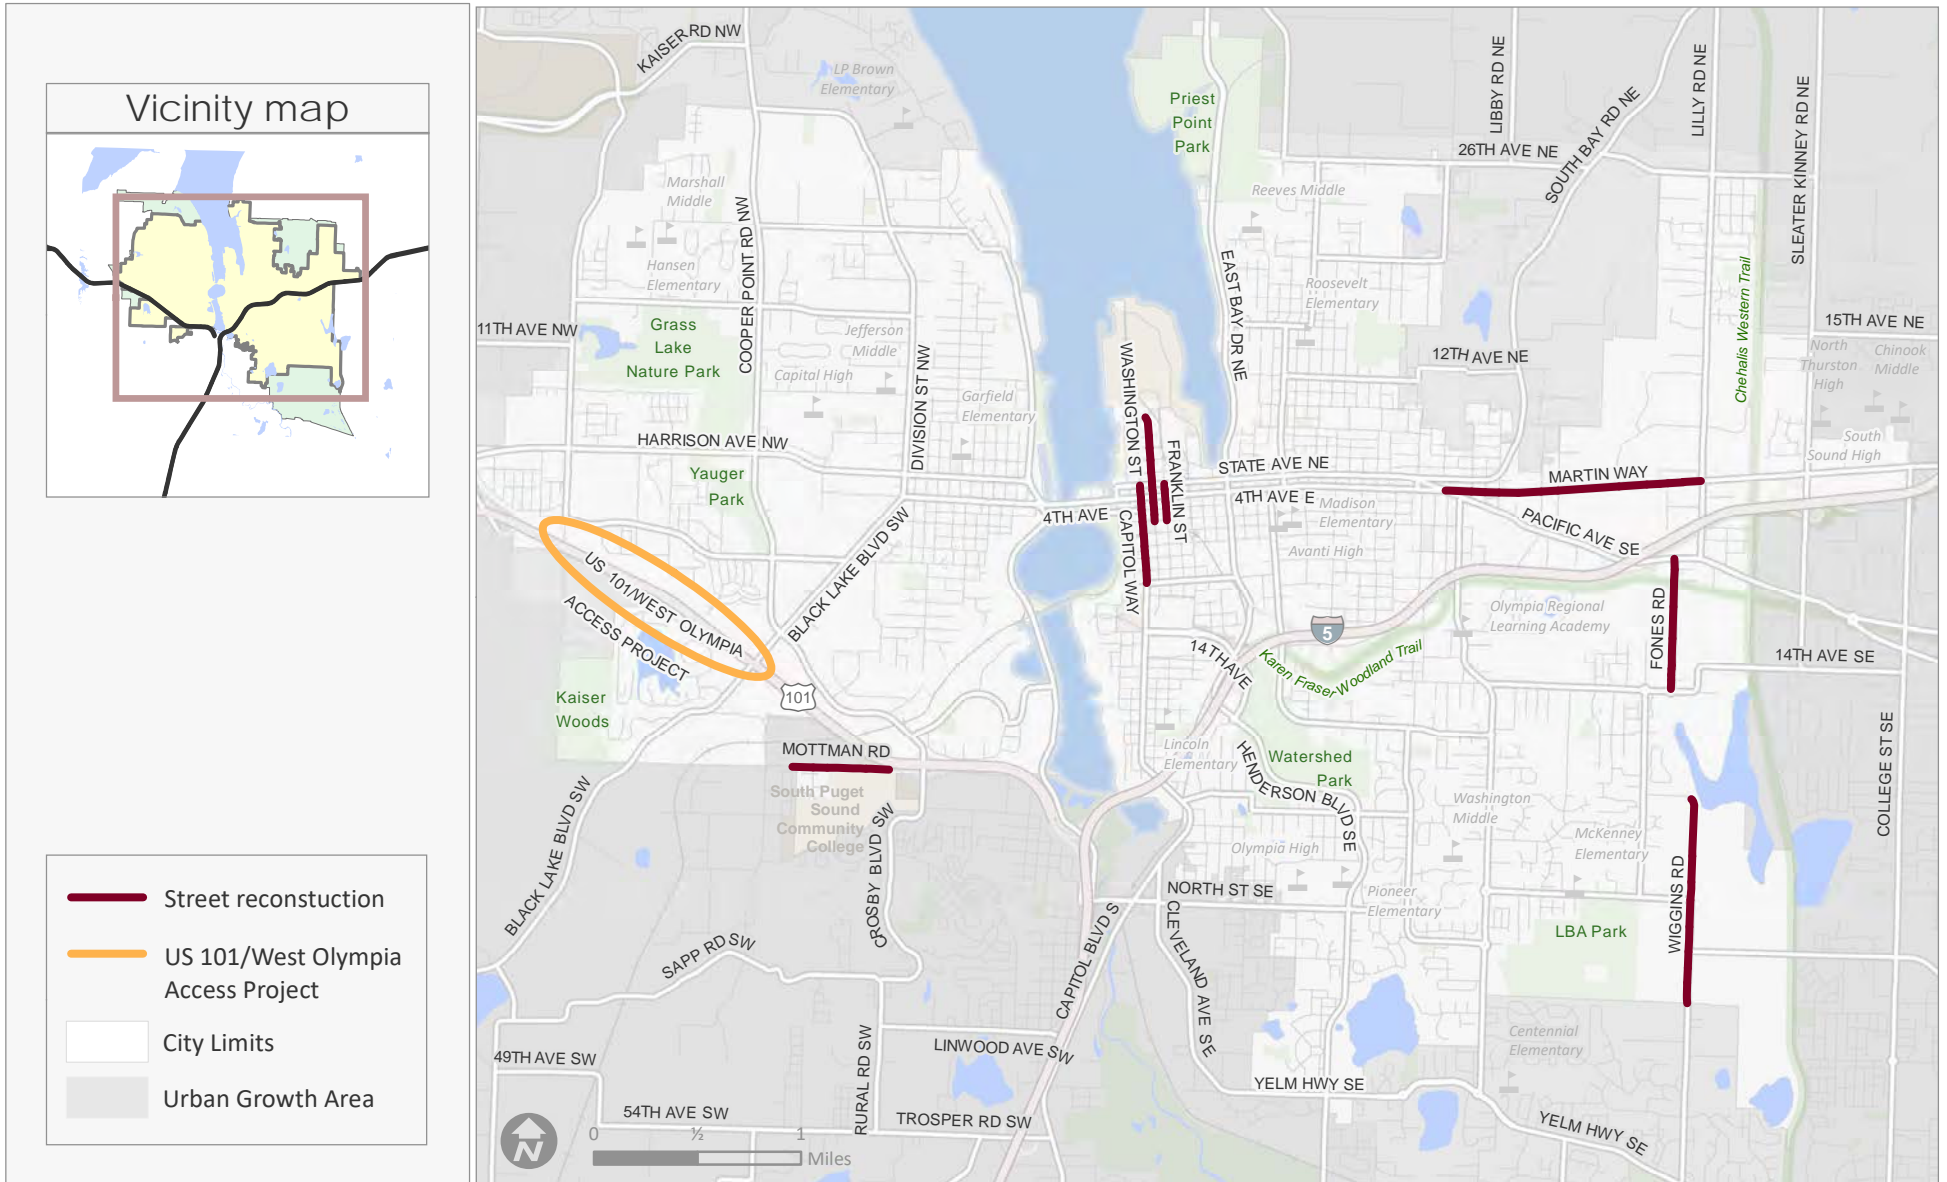 Vicinity map
Street reconstuction
US 101/West Olympia
Access Project
City Limits
Urban Growth Area
KAISER RD NW
LP Brown
Elementary
Priest
Point
Park
LIBBY RD NE
SOUTH BAY RD NE
LILLY RD NE
SLEATER KINNEY RD NE
26TH AVE NE
Marshall
Middle
Reeves Middle
COOPER POINT RD NW
Hansen
Elementary
EAST BAY DR NE
Roosevelt
Elementary
Chehalis Western Trail
11TH AVE NW
Grass
Lake
Nature Park
Jefferson
Middle
Capital High
DIVISION ST NW
Garfield
Elementary
WASHINGTON ST
12TH AVE NE
15TH AVE NE
North
Thurston
High
Chinook
Middle
HARRISON AVE NW
Yauger
Park
FRANKLIN ST
STATE AVE NE
4TH AVE E
MARTIN WAY
South
Sound High
4TH AVE
CAPITOL WAY
Madison
Elementary
Avanti High
PACIFIC AVE SE
BLACK LAKE BLVD SW
US 101/WEST OLYMPIA
ACCESS PROJECT
5
Olympia Regional
Learning Academy
FONES RD
14TH AVE
Karen Fraser Woodland Trail
14TH AVE SE
Kaiser
Woods
101
MOTTMAN RD
Lincoln
Elementary
Watershed
Park
HENDERSON BLVD SE
COLLEGE ST SE
South Puget
Sound
Community
College
BLACK LAKE BLVD SW
CROSBY BLVD SW
Washington
Middle
McKenney
Elementary
Olympia High
NORTH ST SE
Pioneer
Elementary
WIGGINS RD
LBA Park
SAPP RD SW
CAPITOL BLVD S
CLEVELAND AVE SE
49TH AVE SW
RURAL RD SW
LINWOOD AVE SW
Centennial
Elementary
YELM HWY SE
54TH AVE SW
TROSPER RD SW
YELM HWY SE
N
0 ½ 1
Miles